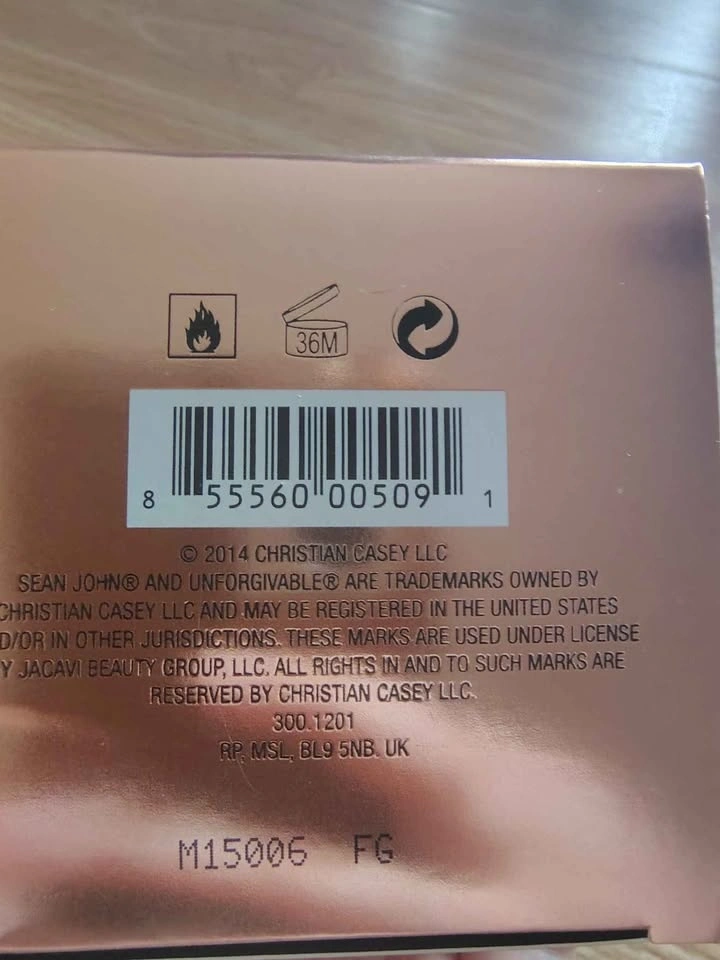 36M
8 55560 00509 1
© 2014 CHRISTIAN CASEY LLC
SEAN JOHN® AND UNFORGIVABLE® ARE TRADEMARKS OWNED BY
CHRISTIAN CASEY LLC AND MAY BE REGISTERED IN THE UNITED STATES
D/OR IN OTHER JURISDICTIONS. THESE MARKS ARE USED UNDER LICENSE
Y JACAVI BEAUTY GROUP, LLC. ALL RIGHTS IN AND TO SUCH MARKS ARE
RESERVED BY CHRISTIAN CASEY LLC.
300.1201
RP, MSL, BL9 5NB. UK
M15006 FG